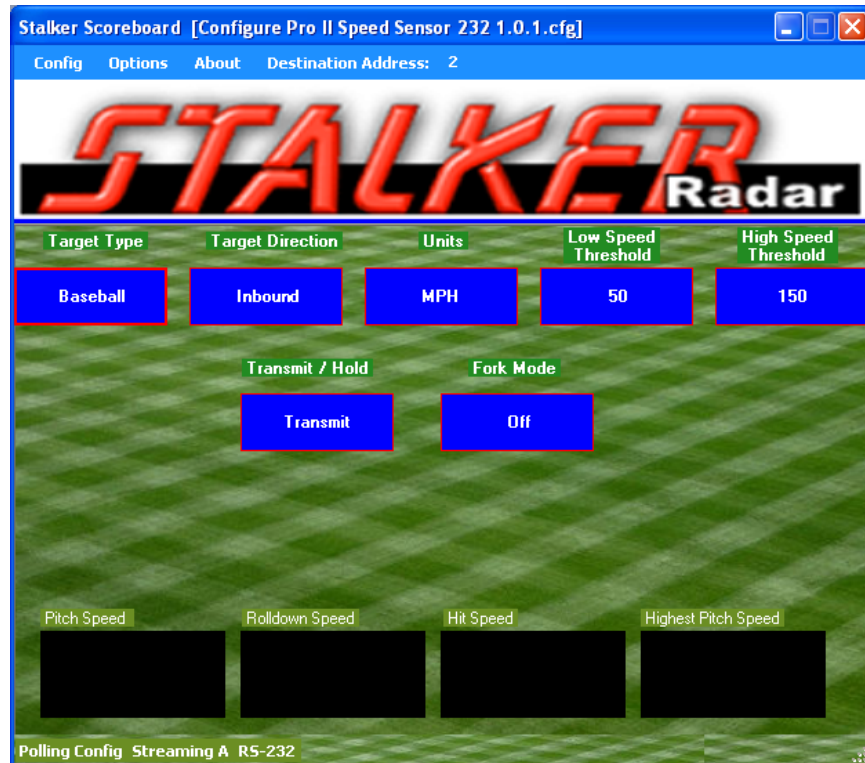 Stalker Scoreboard [Configure Pro II Speed Sensor 232 1.0.1.cfg]
Config Options About Destination Address: 2
STALKER
Radar
Target Type Target Direction Units Low Speed Threshold High Speed Threshold
Baseball Inbound MPH 50 150
Transmit / Hold Fork Mode
Transmit Off
Pitch Speed Rolldown Speed Hit Speed Highest Pitch Speed
Polling Config Streaming A RS-232